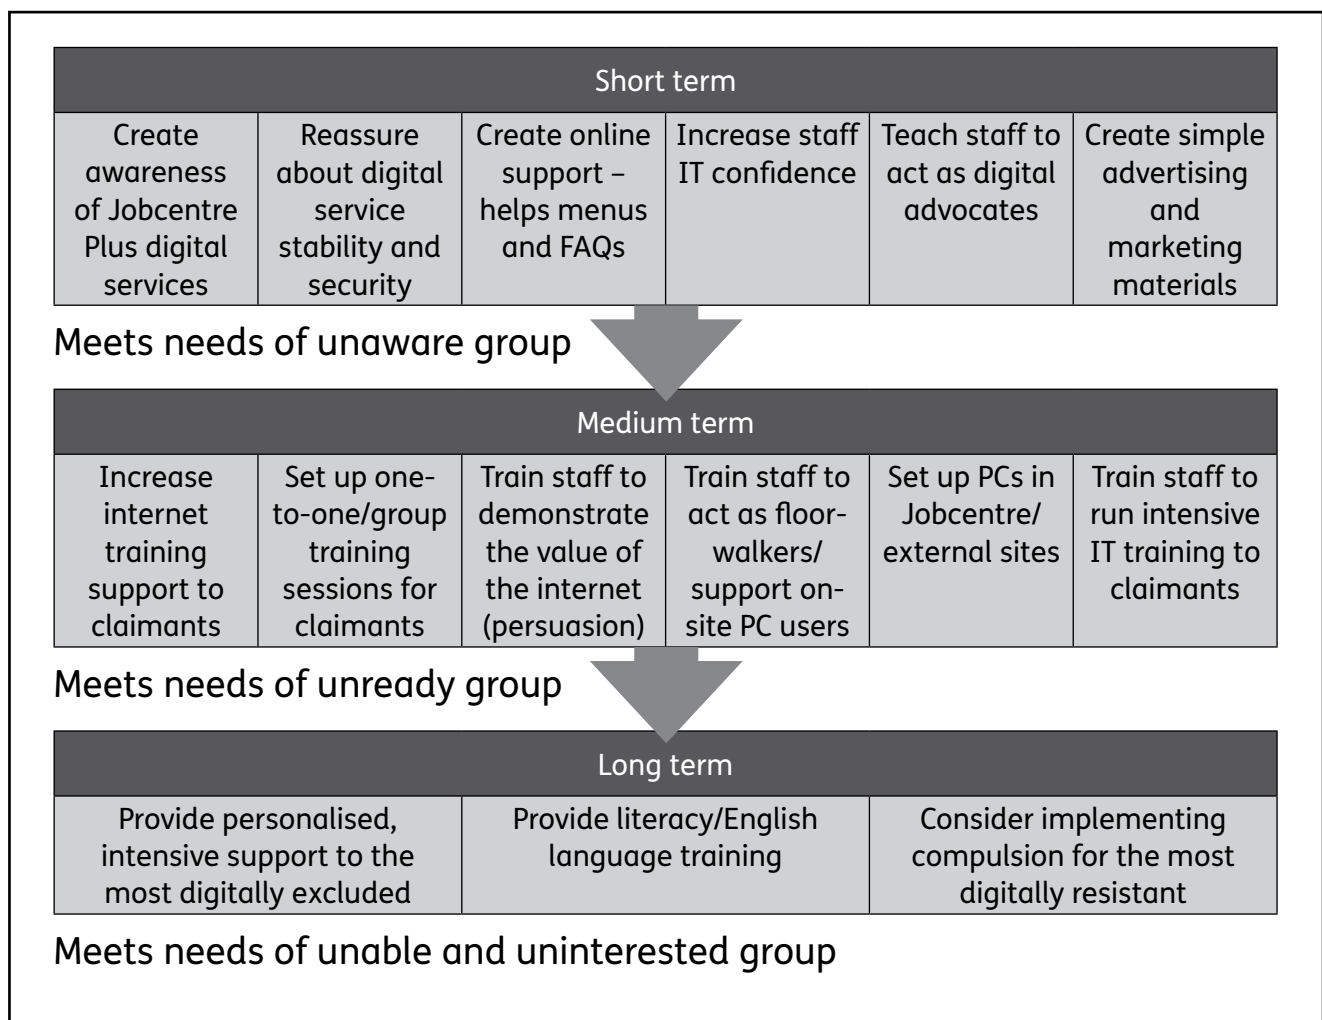 Short term
Create
awareness
of Jobcentre
Plus digital
services
Reassure
about digital
service
stability and
security
Create online
support –
helps menus
and FAQs
Increase staff
IT confidence
Teach staff to
act as digital
advocates
Create simple
advertising
and
marketing
materials
Meets needs of unaware group
Medium term
Increase
internet
training
support to
claimants
Set up one-
to-one/group
training
sessions for
claimants
Train staff to
demonstrate
the value of
the internet
(persuasion)
Train staff to
act as floor-
walkers/
support on-
site PC users
Set up PCs in
Jobcentre/
external sites
Train staff to
run intensive
IT training to
claimants
Meets needs of unready group
Long term
Provide personalised,
intensive support to the
most digitally excluded
Provide literacy/English
language training
Consider implementing
compulsion for the most
digitally resistant
Meets needs of unable and uninterested group